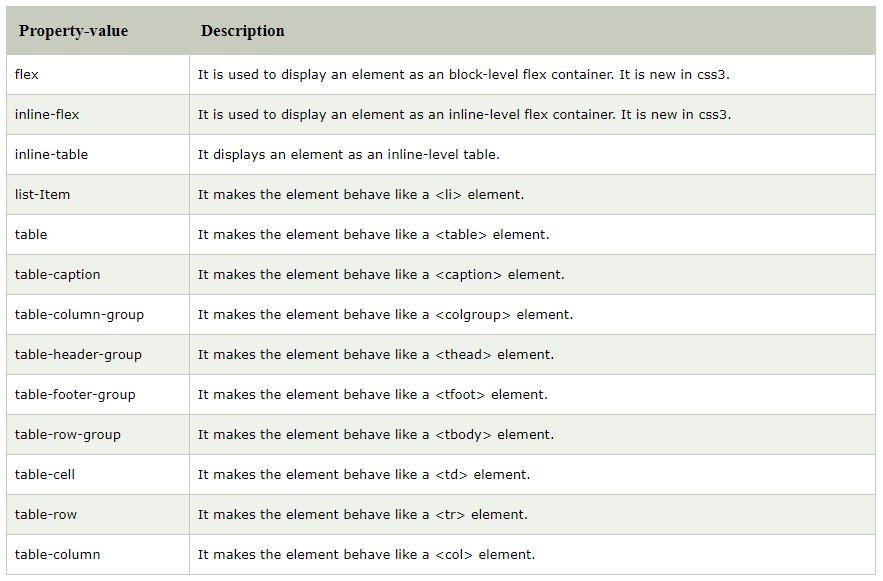 Property-value Description
flex It is used to display an element as an block-level flex container. It is new in css3.
inline-flex It is used to display an element as an inline-level flex container. It is new in css3.
inline-table It displays an element as an inline-level table.
list-Item It makes the element behave like a <li> element.
table It makes the element behave like a <table> element.
table-caption It makes the element behave like a <caption> element.
table-column-group It makes the element behave like a <colgroup> element.
table-header-group It makes the element behave like a <thead> element.
table-footer-group It makes the element behave like a <tfoot> element.
table-row-group It makes the element behave like a <tbody> element.
table-cell It makes the element behave like a <td> element.
table-row It makes the element behave like a <tr> element.
table-column It makes the element behave like a <col> element.